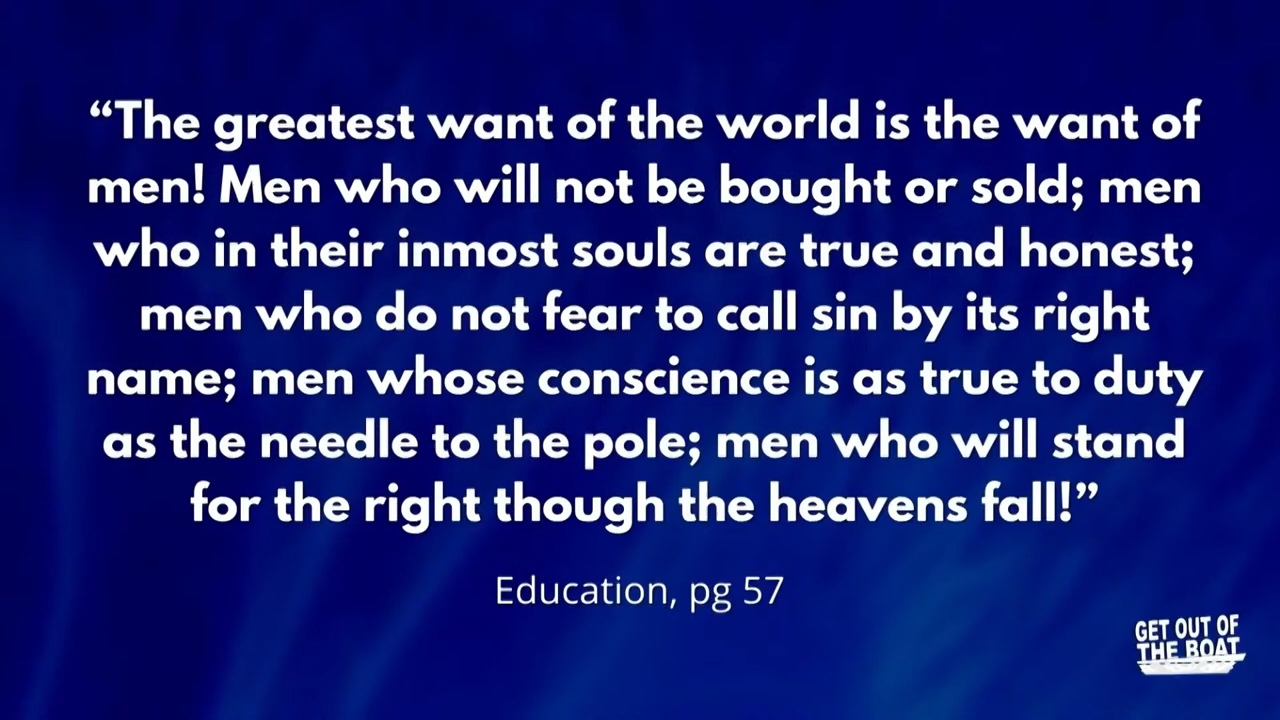 “The greatest want of the world is the want of
men! Men who will not be bought or sold; men
who in their inmost souls are true and honest;
men who do not fear to call sin by its right
name; men whose conscience is as true to duty
as the needle to the pole; men who will stand
for the right though the heavens fall!”
Education, pg 57
GET OUT OF
THE BOAT